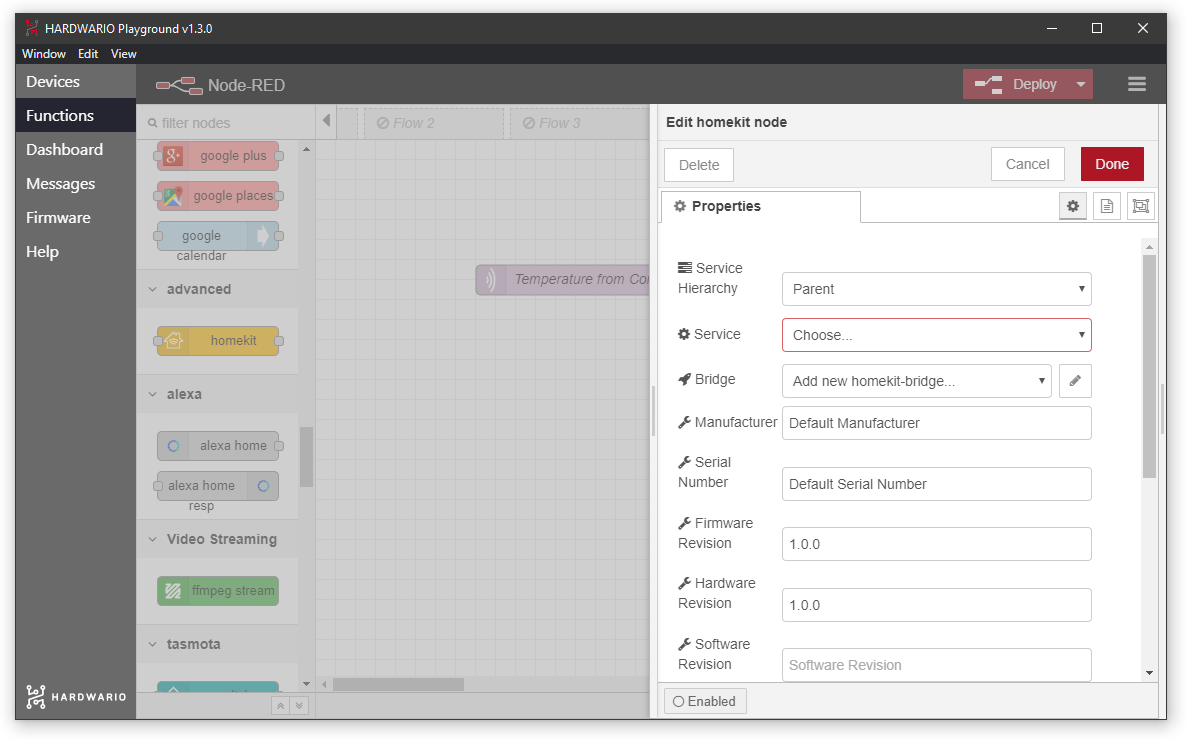 HARDWARIO Playground v1.3.0
Window Edit View
Devices
Functions
Dashboard
Messages
Firmware
Help
HARDWARIO
Node-RED
Deploy
filter nodes
google plus
google places
google
calendar
advanced
homekit
alexa
alexa home
alexa home
resp
Video Streaming
ffmpeg stream
tasmota
Flow 2
Flow 3
Temperature from
Edit homekit node
Delete
Cancel
Done
Properties
Service
Hierarchy
Parent
Service
Choose...
Bridge
Add new homekit-bridge...
Manufacturer
Default Manufacturer
Serial
Number
Default Serial Number
Firmware
Revision
1.0.0
Hardware
Revision
1.0.0
Software
Revision
Software Revision
Enabled